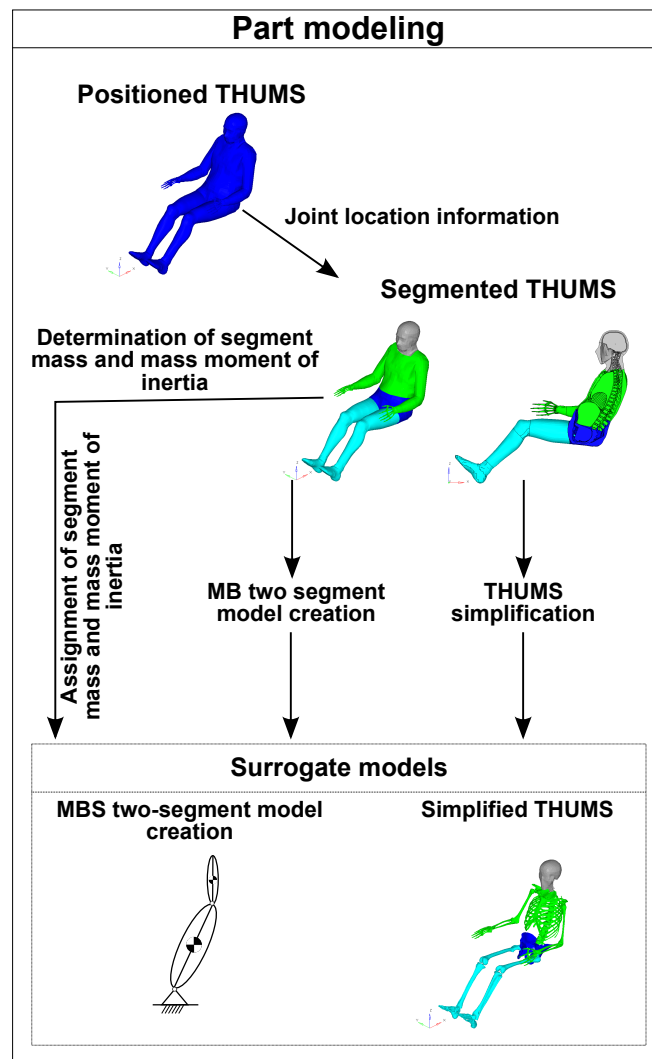 Part modeling
Positioned THUMS
Joint location information
Segmented THUMS
Determination of segment
mass and mass moment of
inertia
Assignment of segment
mass and mass moment of
inertia
MB two segment
model creation
THUMS
simplification
Surrogate models
MBS two-segment model
creation
Simplified THUMS